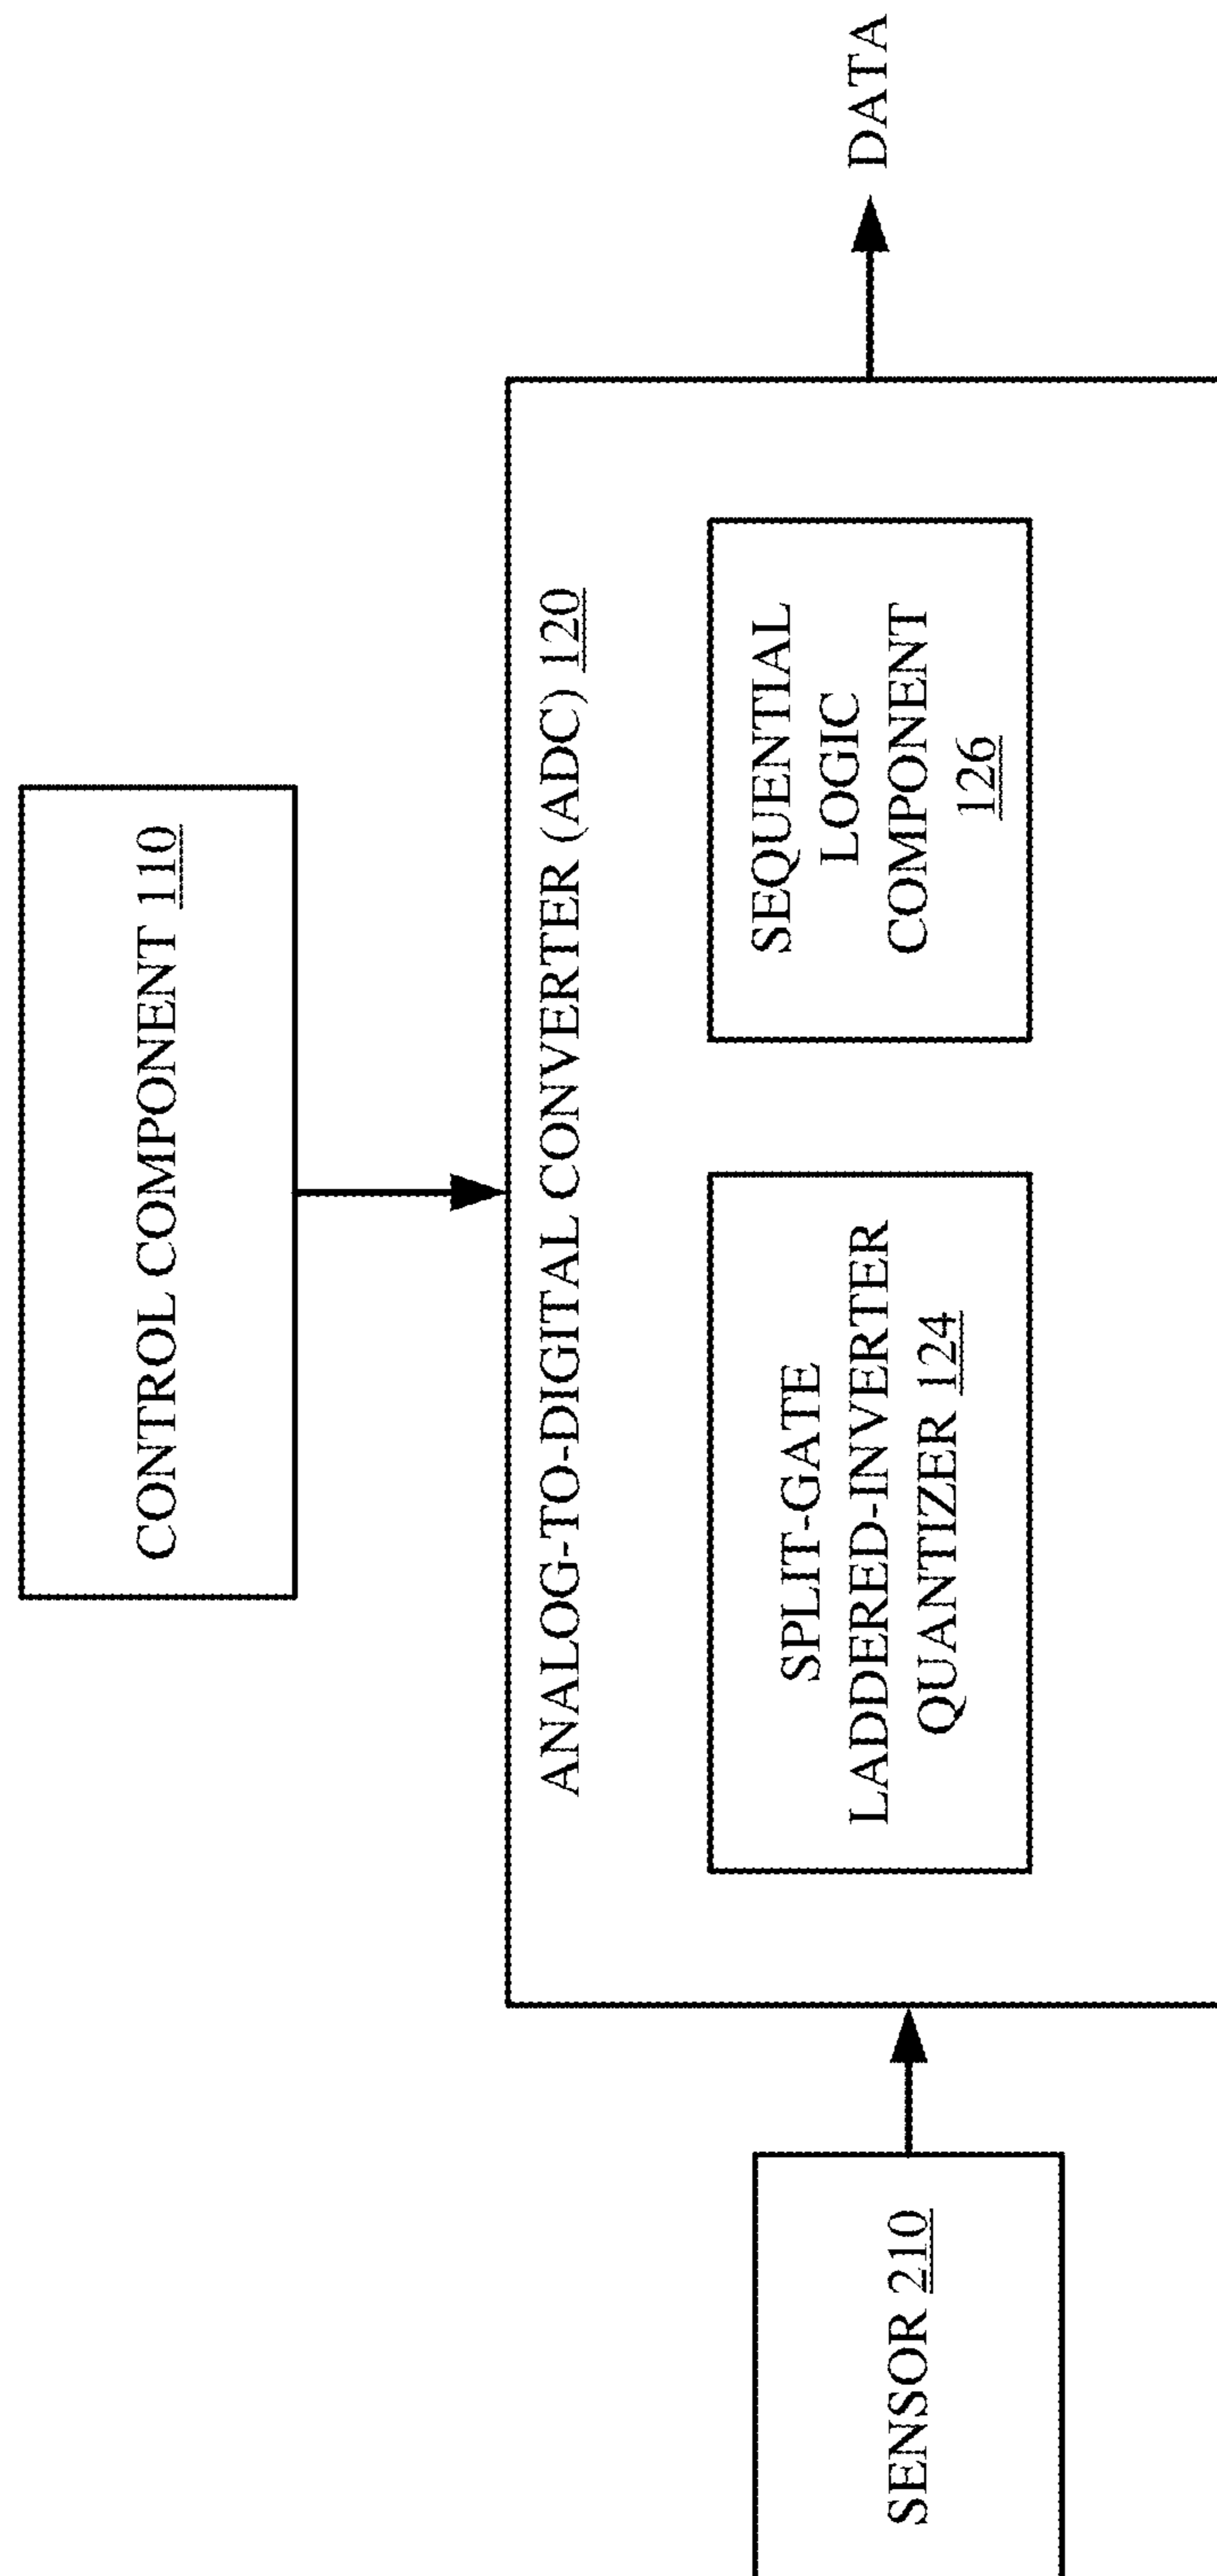 CONTROL COMPONENT 110
ANALOG-TO-DIGITAL CONVERTER (ADC) 120
SENSOR 210
SPLIT-GATE
LADDERED-INVERTER
QUANTIZER 124
SEQUENTIAL
LOGIC
COMPONENT
126
DATA